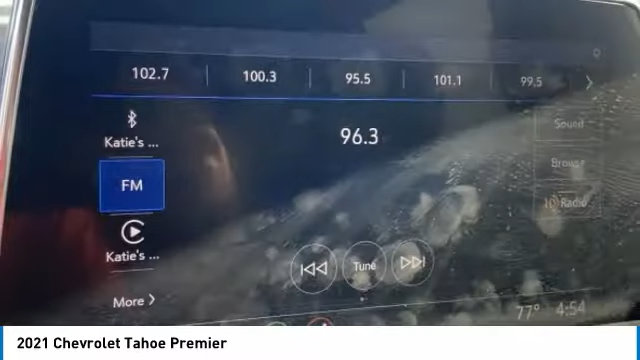 102.7 100.3 95.5 101.1 99.5
Katie's ...
96.3
Sound
FM
Browse
Radio
Katie's ...
Tune
More
77° 4:54
2021 Chevrolet Tahoe Premier